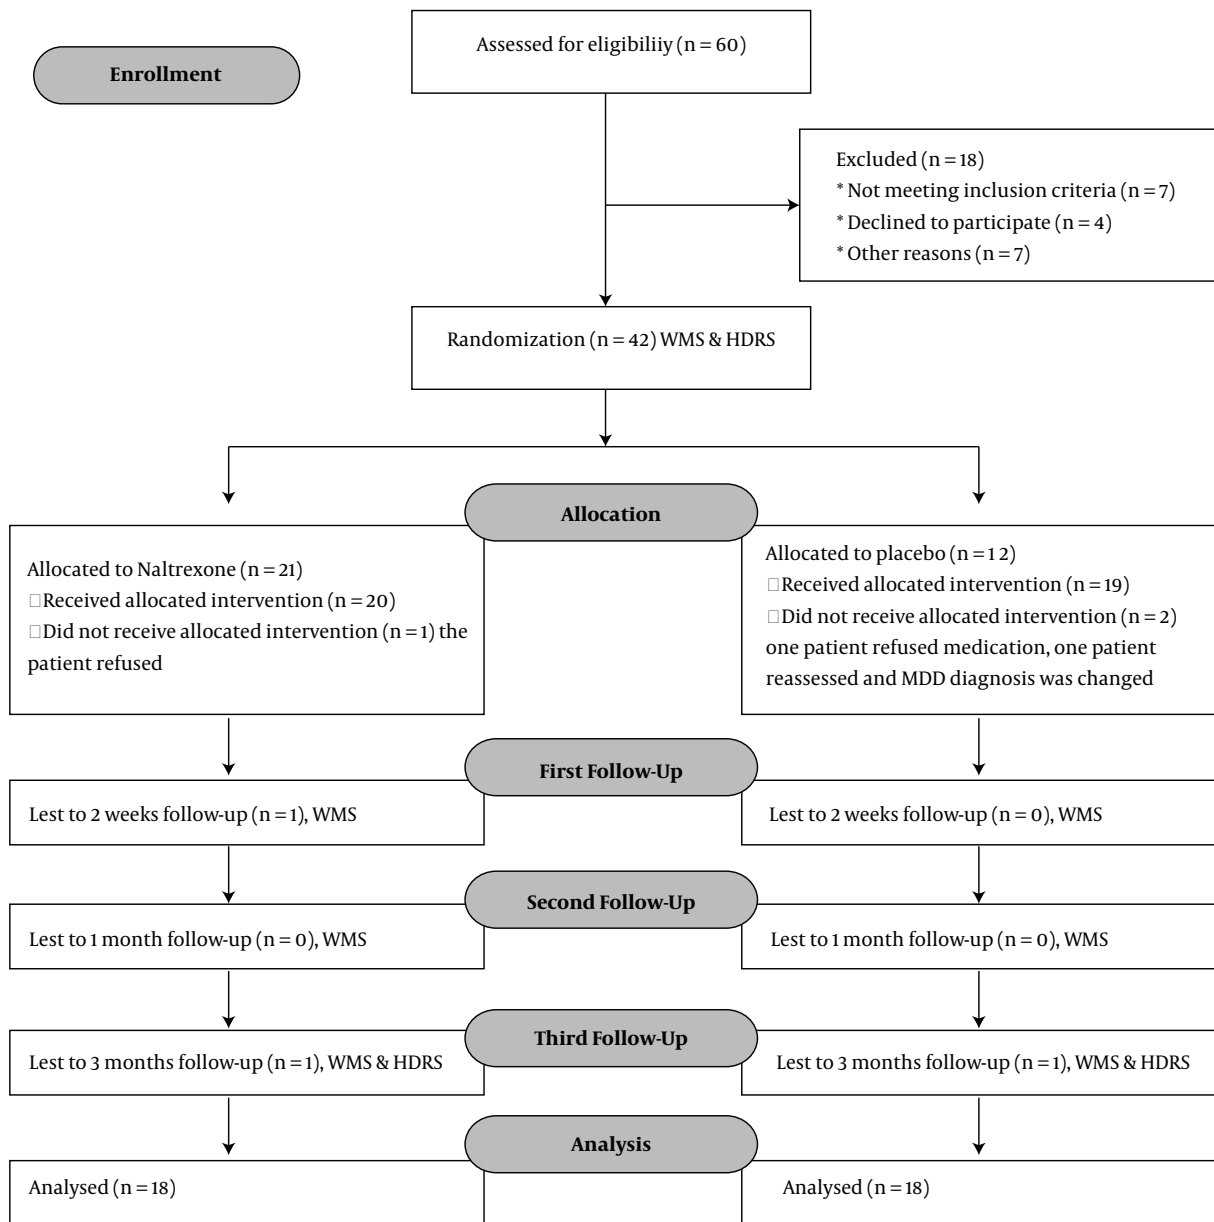 Assessed for eligibiliiy (n = 60)
Enrollment
Excluded (n = 18)
* Not meeting inclusion criteria (n = 7)
* Declined to participate (n = 4)
* Other reasons (n = 7)
Randomization (n = 42) WMS & HDRS
Allocation
Allocated to Naltrexone (n = 21)
□Received allocated intervention (n = 20)
□Did not receive allocated intervention (n = 1) the
patient refused
Allocated to placebo (n = 1 2)
□Received allocated intervention (n = 19)
□Did not receive allocated intervention (n = 2)
one patient refused medication, one patient
reassessed and MDD diagnosis was changed
First Follow-Up
Lest to 2 weeks follow-up (n = 1), WMS
Lest to 2 weeks follow-up (n = 0), WMS
Second Follow-Up
Lest to 1 month follow-up (n = 0), WMS
Lest to 1 month follow-up (n = 0), WMS
Third Follow-Up
Lest to 3 months follow-up (n = 1), WMS & HDRS
Lest to 3 months follow-up (n = 1), WMS & HDRS
Analysis
Analysed (n = 18)
Analysed (n = 18)